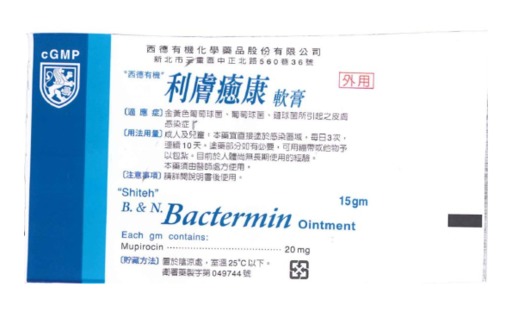 cGMP
西德有機化學藥品股份有限公司
新北市三重區中正北路560巷36號
"西德有機"利膚癒康軟膏
外用
〔適應症〕金黃色葡萄球菌、葡萄球菌、鏈球菌所引起之皮膚
感染症
〔用法用量〕成人及兒童,本藥宜直接塗於感染區域,每日3次,
連續10天。塗藥部分如有必要,可用繃帶或他物予
以包紮。目前於人體尚無長期使用的經驗。
本藥須由醫師處方使用。
〔注意事項〕請詳閱說明書後使用。
"Shiteh"
15gm
B. & N. Bactermin Ointment
Each gm contains:
Mupirocin 20 mg
〔貯藏方法〕置於陰涼處,室溫25℃以下。
衛署藥製字第049744號